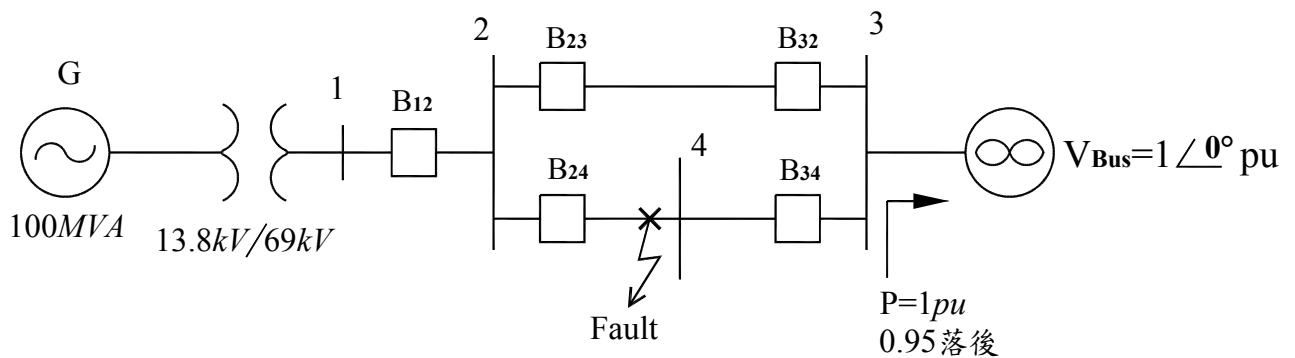 G
100MVA
13.8kV/69kV
1
B12
2
B23
B32
3
B24
4
B34
Fault
VBus=1∠0° pu
P=1pu
0.95落後